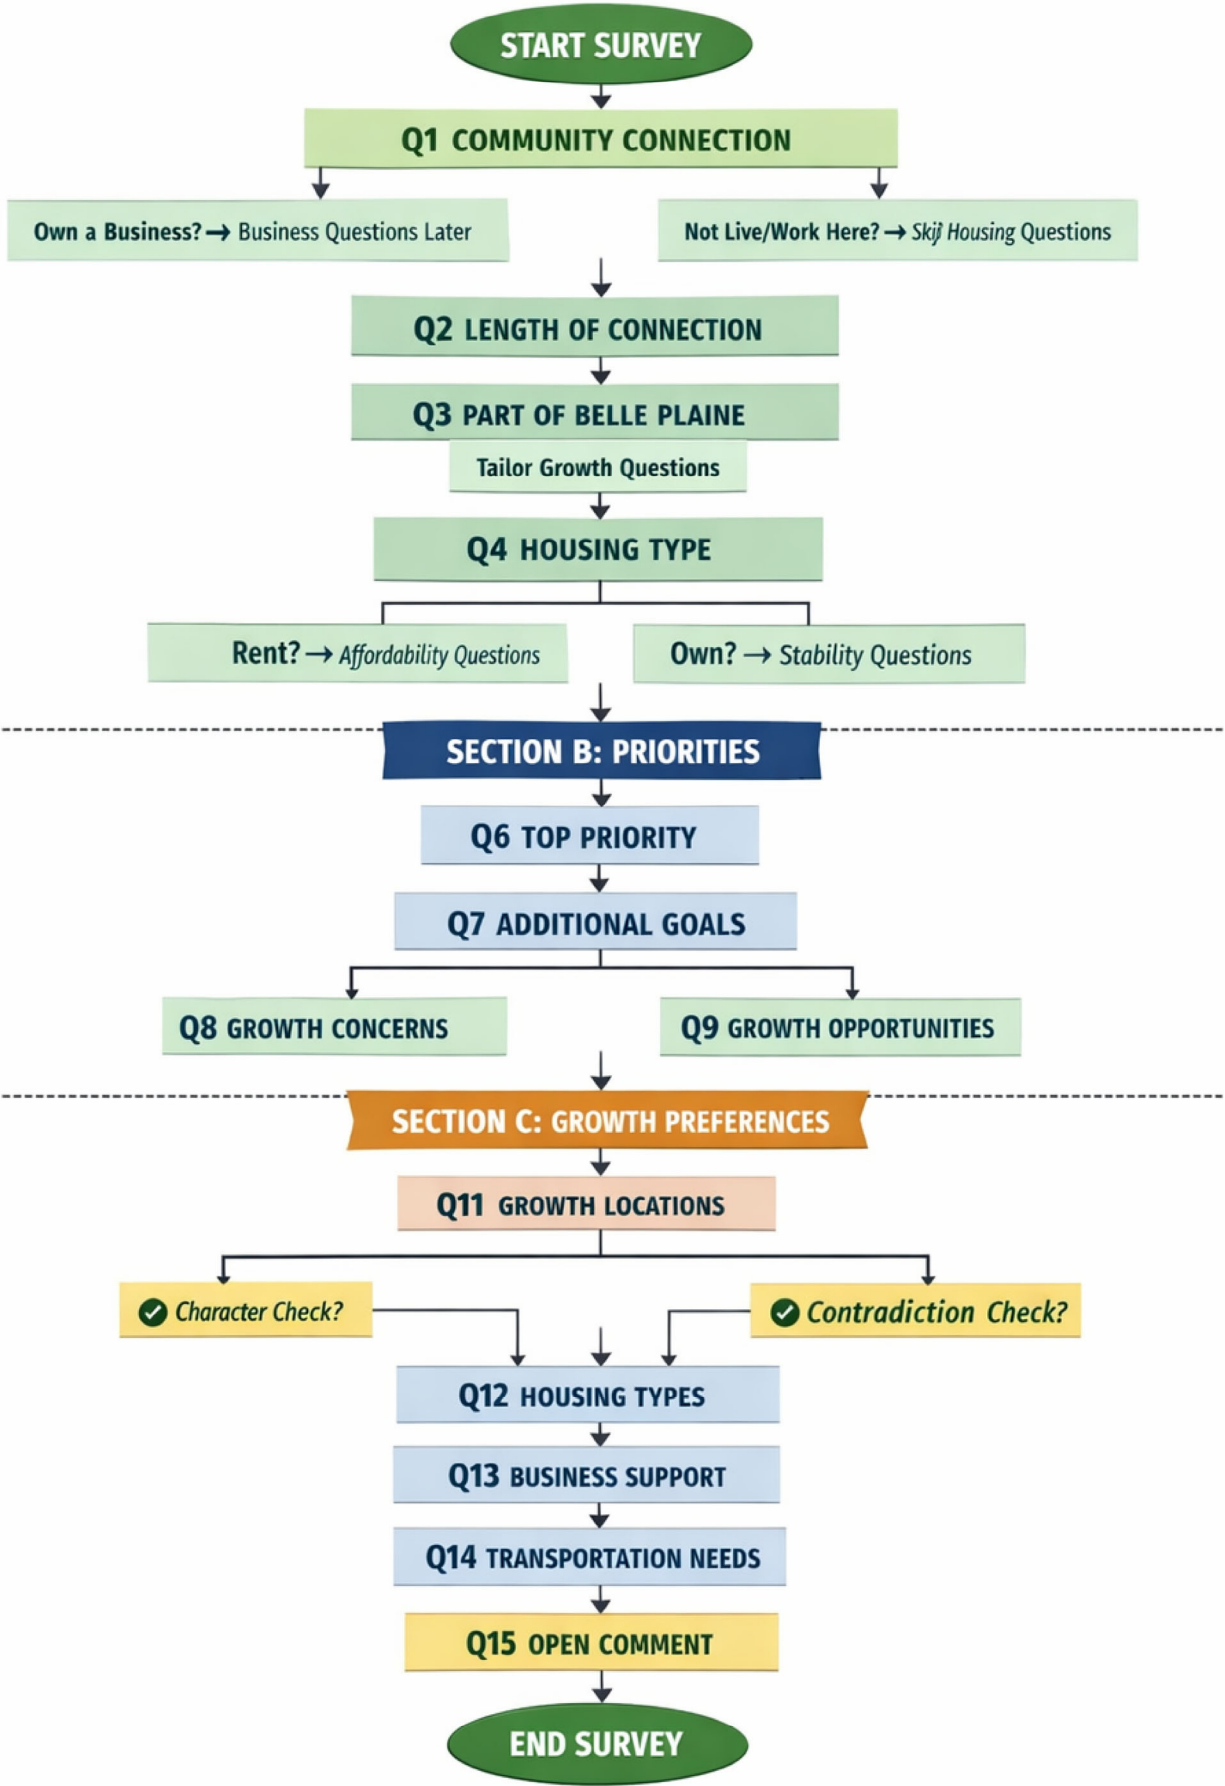 START SURVEY
Q1 COMMUNITY CONNECTION
Own a Business? → Business Questions Later
Not Live/Work Here? → Skif Housing Questions
Q2 LENGTH OF CONNECTION
Q3 PART OF BELLE PLAINE
Tailor Growth Questions
Q4 HOUSING TYPE
Rent? → Affordability Questions
Own? → Stability Questions
SECTION B: PRIORITIES
Q6 TOP PRIORITY
Q7 ADDITIONAL GOALS
Q8 GROWTH CONCERNS
Q9 GROWTH OPPORTUNITIES
SECTION C: GROWTH PREFERENCES
Q11 GROWTH LOCATIONS
Character Check?
Contradiction Check?
Q12 HOUSING TYPES
Q13 BUSINESS SUPPORT
Q14 TRANSPORTATION NEEDS
Q15 OPEN COMMENT
END SURVEY